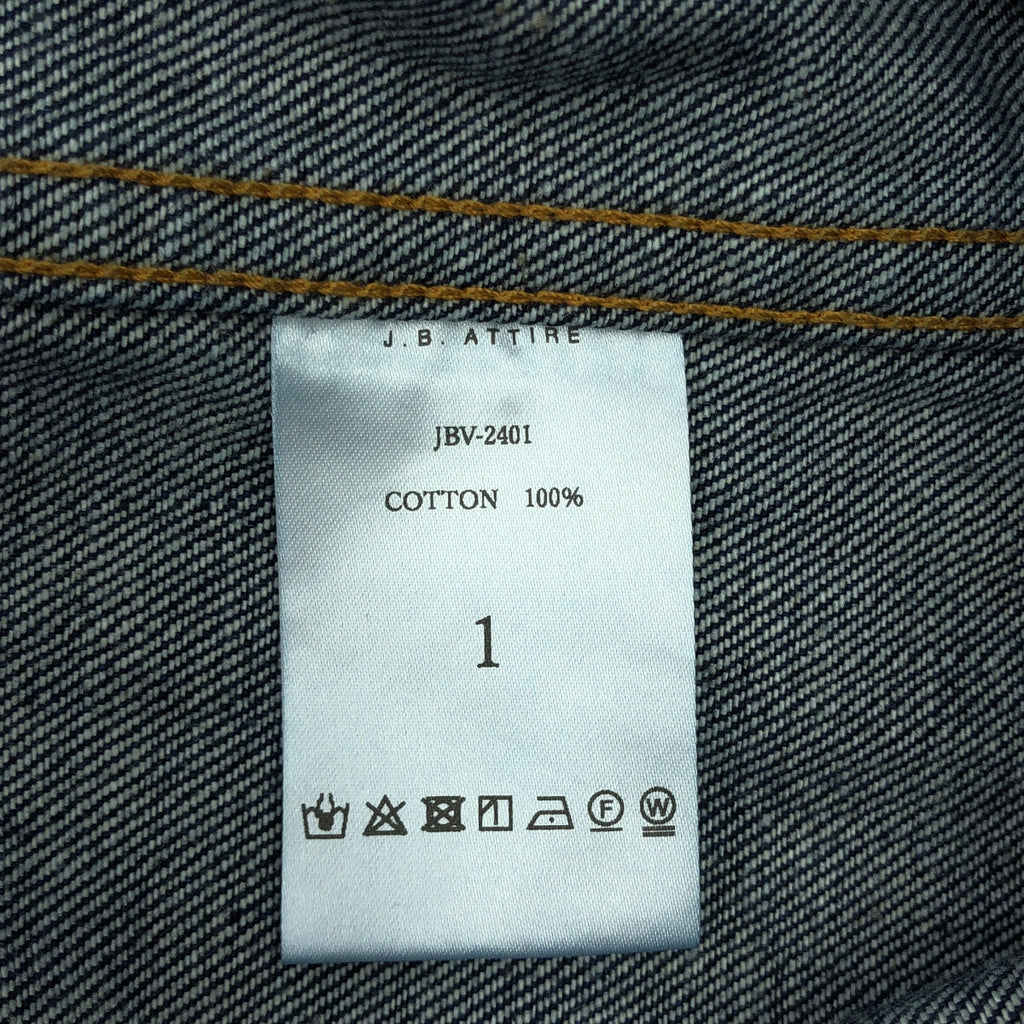 J.B. ATTIRE
JBV-2401
COTTON 100%
1
F W